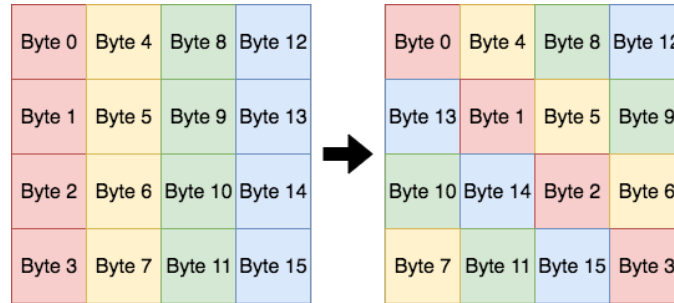 Byte 0 Byte 4 Byte 8 Byte 12
Byte 1 Byte 5 Byte 9 Byte 13
Byte 2 Byte 6 Byte 10 Byte 14
Byte 3 Byte 7 Byte 11 Byte 15
Byte 0 Byte 4 Byte 8 Byte 12
Byte 13 Byte 1 Byte 5 Byte 9
Byte 10 Byte 14 Byte 2 Byte 6
Byte 7 Byte 11 Byte 15 Byte 3